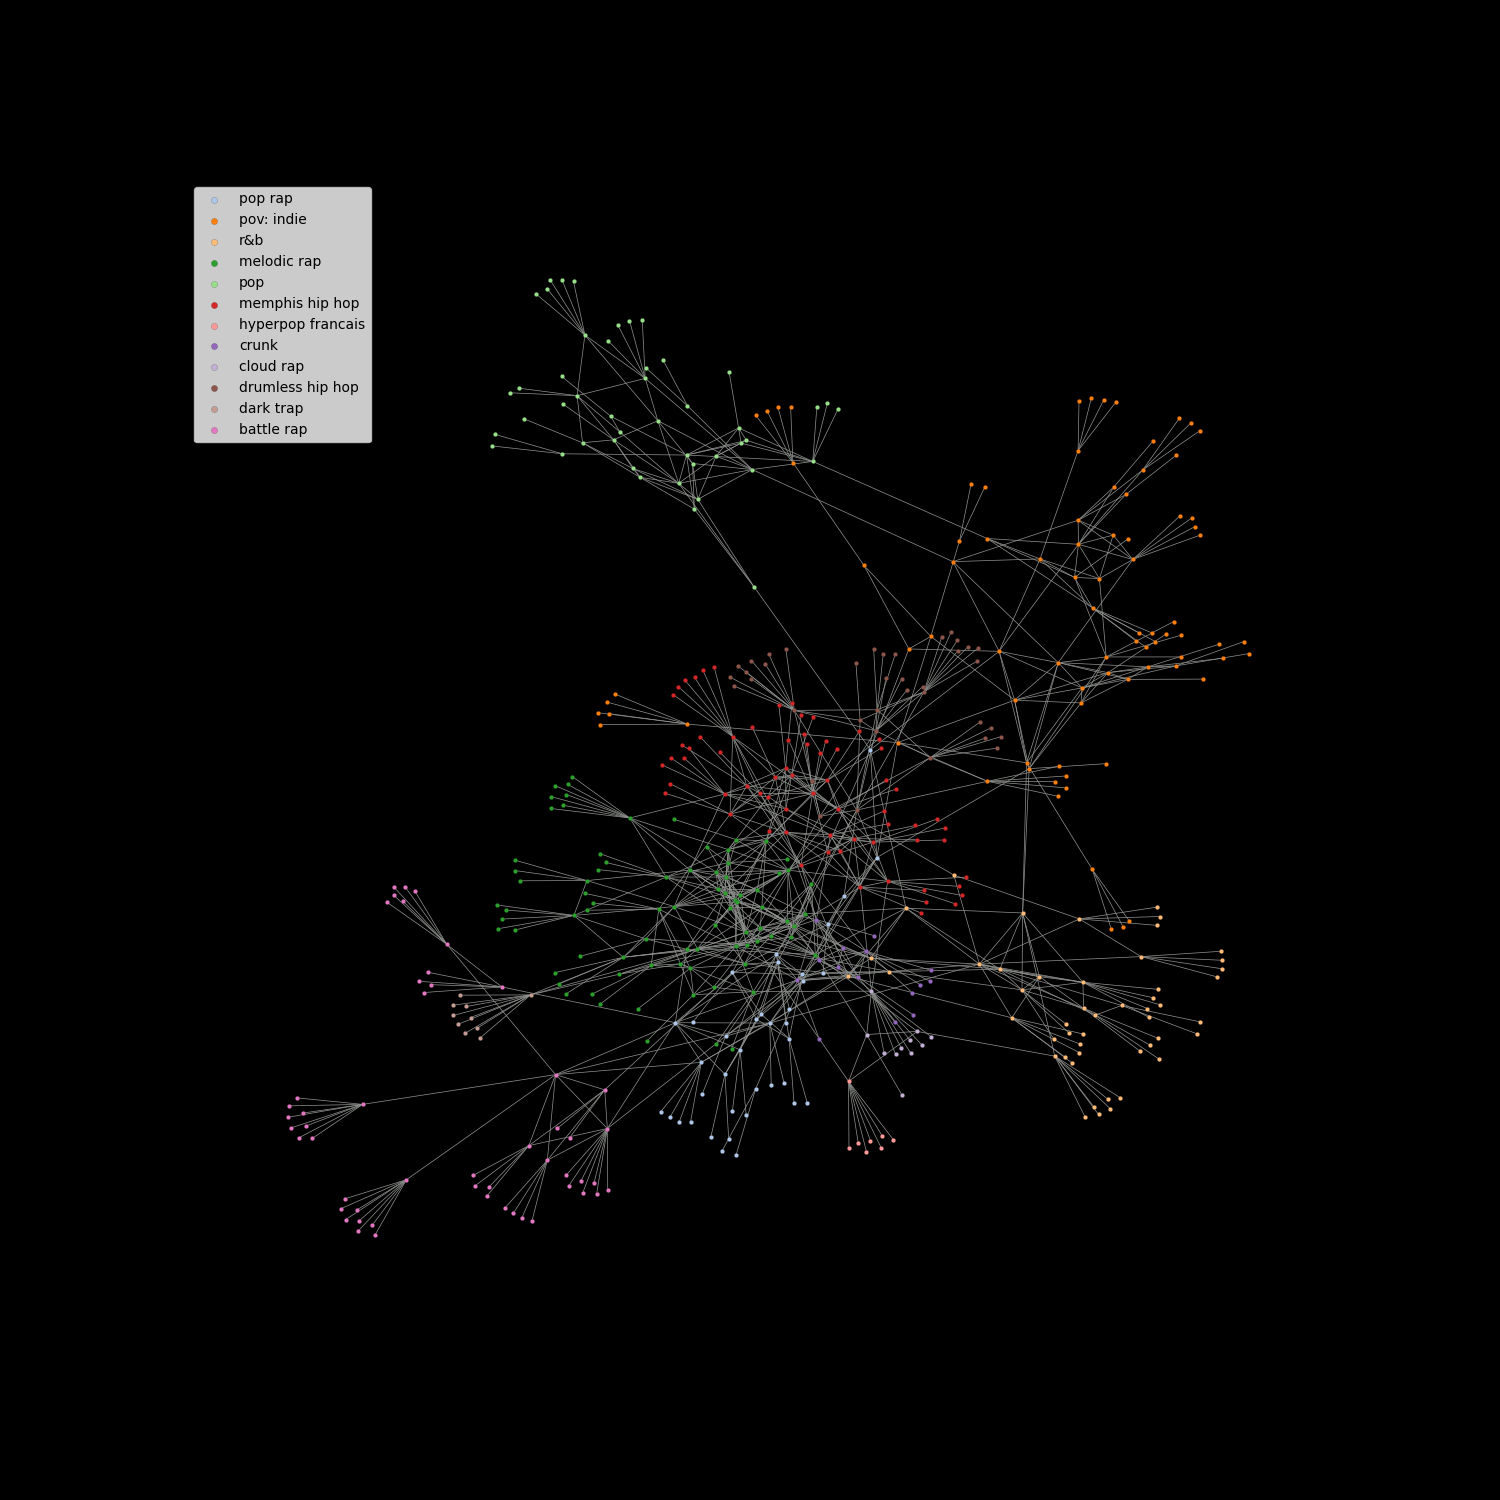 pop rap
pov: indie
r&b
melodic rap
pop
memphis hip hop
hyperpop francais
crunk
cloud rap
drumless hip hop
dark trap
battle rap